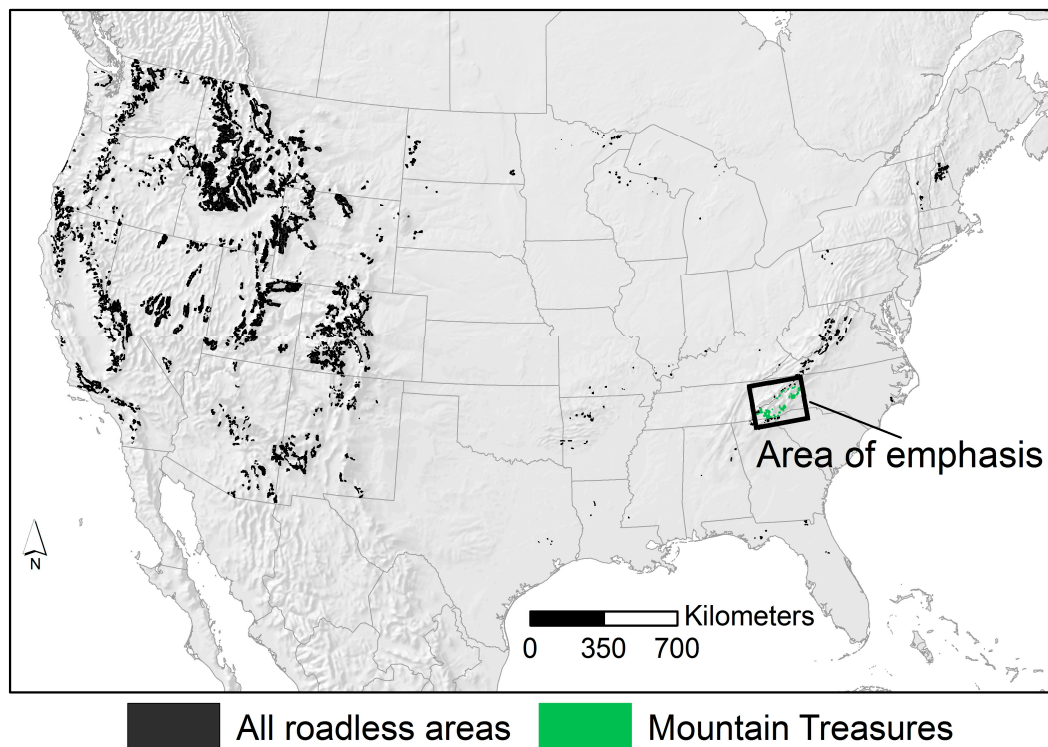 Area of emphasis
N
Kilometers
0 350 700
All roadless areas
Mountain Treasures